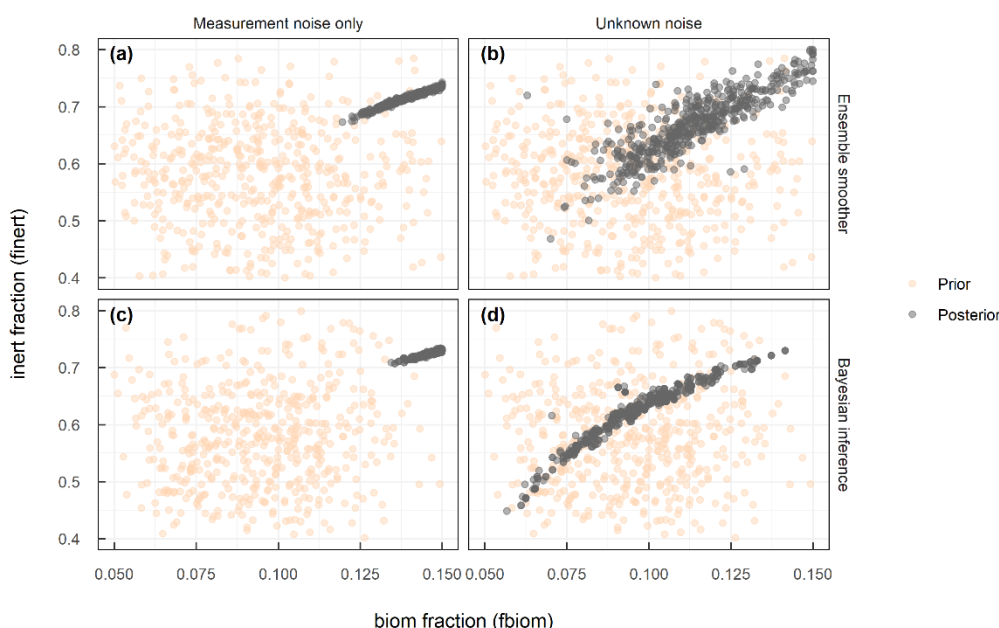 Measurement noise only
Unknown noise
(a)
(b)
0.8
0.7
0.6
0.5
0.4
Ensemble smoother
(c)
(d)
0.8
0.7
0.6
0.5
0.4
Bayesian inference
inert fraction (finert)
0.050
0.075
0.100
0.125
0.150
0.050
0.075
0.100
0.125
0.150
biom fraction (fbiom)
Prior
Posterior